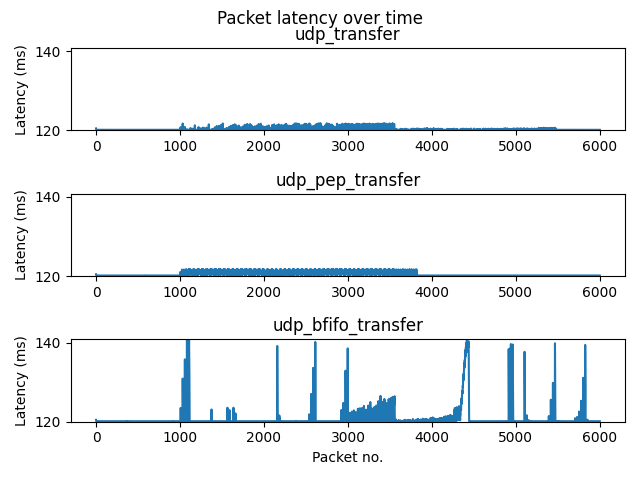 Packet latency over time
udp_transfer
Latency (ms)
140
120
0 1000 2000 3000 4000 5000 6000
udp_pep_transfer
Latency (ms)
140
120
0 1000 2000 3000 4000 5000 6000
udp_bfifo_transfer
Latency (ms)
140
120
0 1000 2000 3000 4000 5000 6000
Packet no.